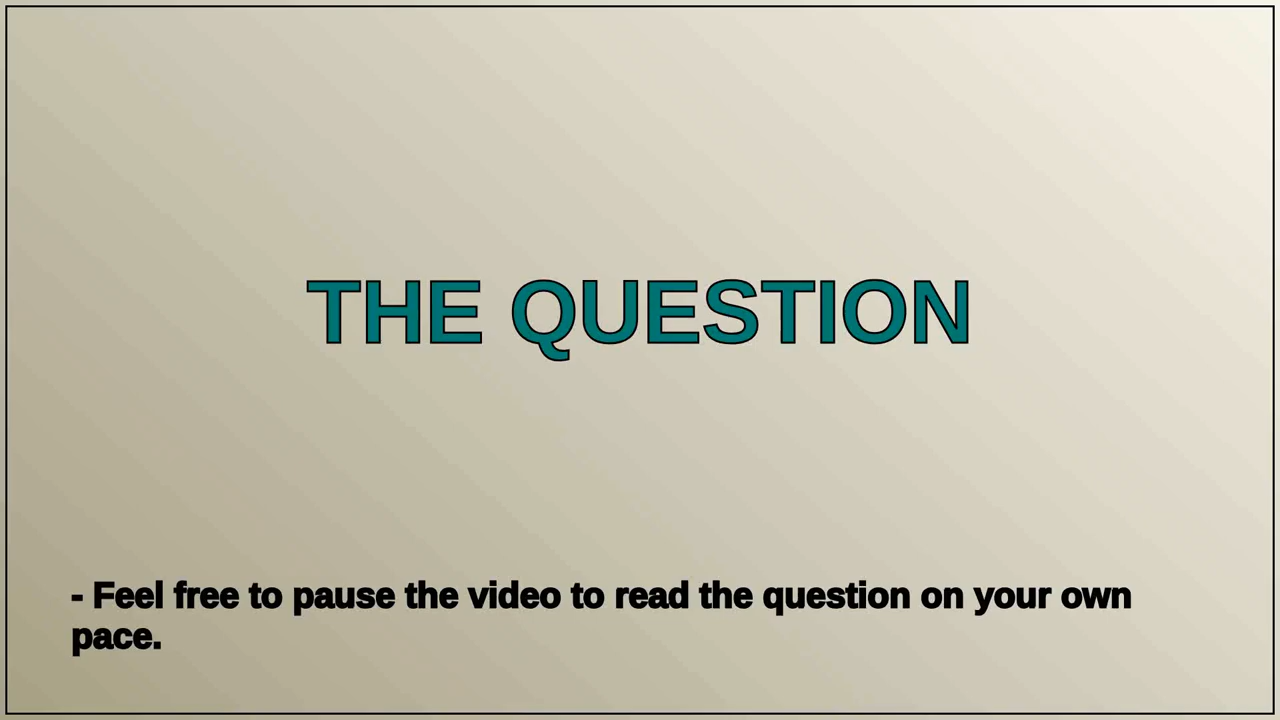 THE QUESTION
- Feel free to pause the video to read the question on your own
pace.